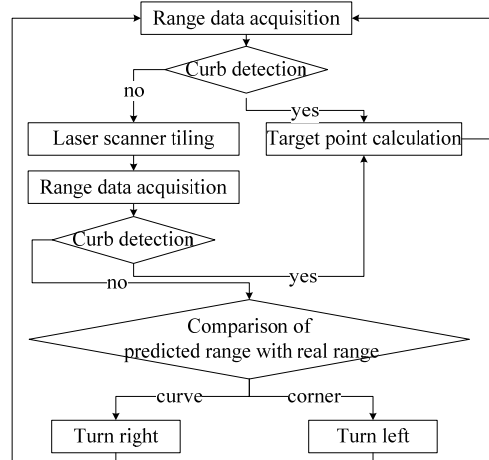 Range data acquisition
Curb detection
no
yes
Laser scanner tiling
Target point calculation
Range data acquisition
Curb detection
yes
no
Comparison of
predicted range with real range
curve
corner
Turn right
Turn left